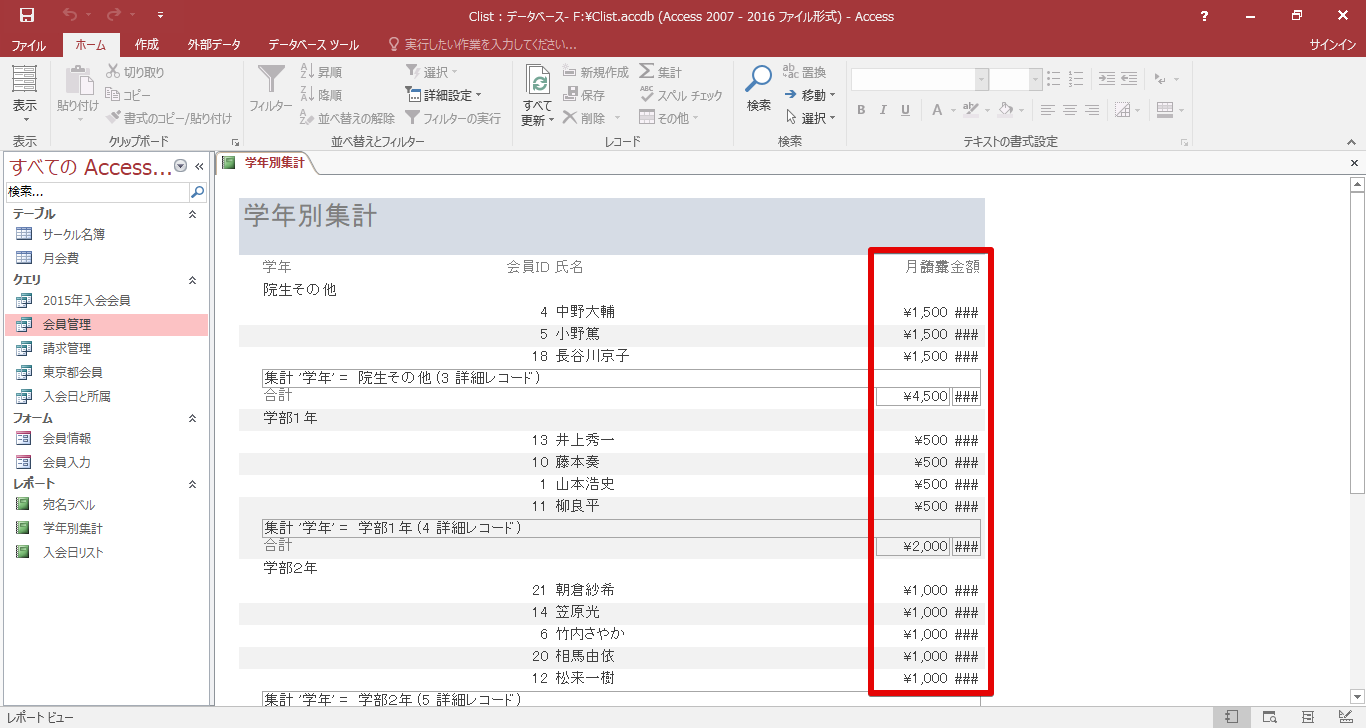 Clist : データベース- F:¥Clist.accdb (Access 2007 - 2016 ファイル形式) - Access
?
ファイル ホーム 作成 外部データ データベース ツール 実行したい作業を入力してください... サインイン
表示
貼り付け
切り取り
コピー
書式のコピー/貼り付け
フィルター
昇順
降順
並べ替えの解除
選択
詳細設定
フィルターの実行
すべて
更新
新規作成
保存
削除
集計
スペル チェック
その他
検索
置換
移動
選択
B I U A
表示 クリップボード 並べ替えとフィルター レコード 検索 テキストの書式設定
すべての Access...
検索...
テーブル
サークル名簿
月会費
クエリ
2015年入会会員
会員管理
請求管理
東京都会員
入会日と所属
フォーム
会員情報
会員入力
レポート
宛名ラベル
学年別集計
入会日リスト
学年別集計
学年別集計
学年 会員ID 氏名 月 金額
院生その他
4 中野大輔 ¥1,500 ###
5 小野篤 ¥1,500 ###
18 長谷川京子 ¥1,500 ###
集計 '学年' = 院生その他 (3 詳細レコード)
合計 ¥4,500 ###
学部1年
13 井上秀一 ¥500 ###
10 藤本奏 ¥500 ###
1 山本浩史 ¥500 ###
11 柳良平 ¥500 ###
集計 '学年' = 学部1年 (4 詳細レコード)
合計 ¥2,000 ###
学部2年
21 朝倉紗希 ¥1,000 ###
14 笠原光 ¥1,000 ###
6 竹内さやか ¥1,000 ###
20 相馬由依 ¥1,000 ###
12 松来一樹 ¥1,000 ###
集計 '学年' = 学部2年 (5 詳細レコード)
レポート ビュー